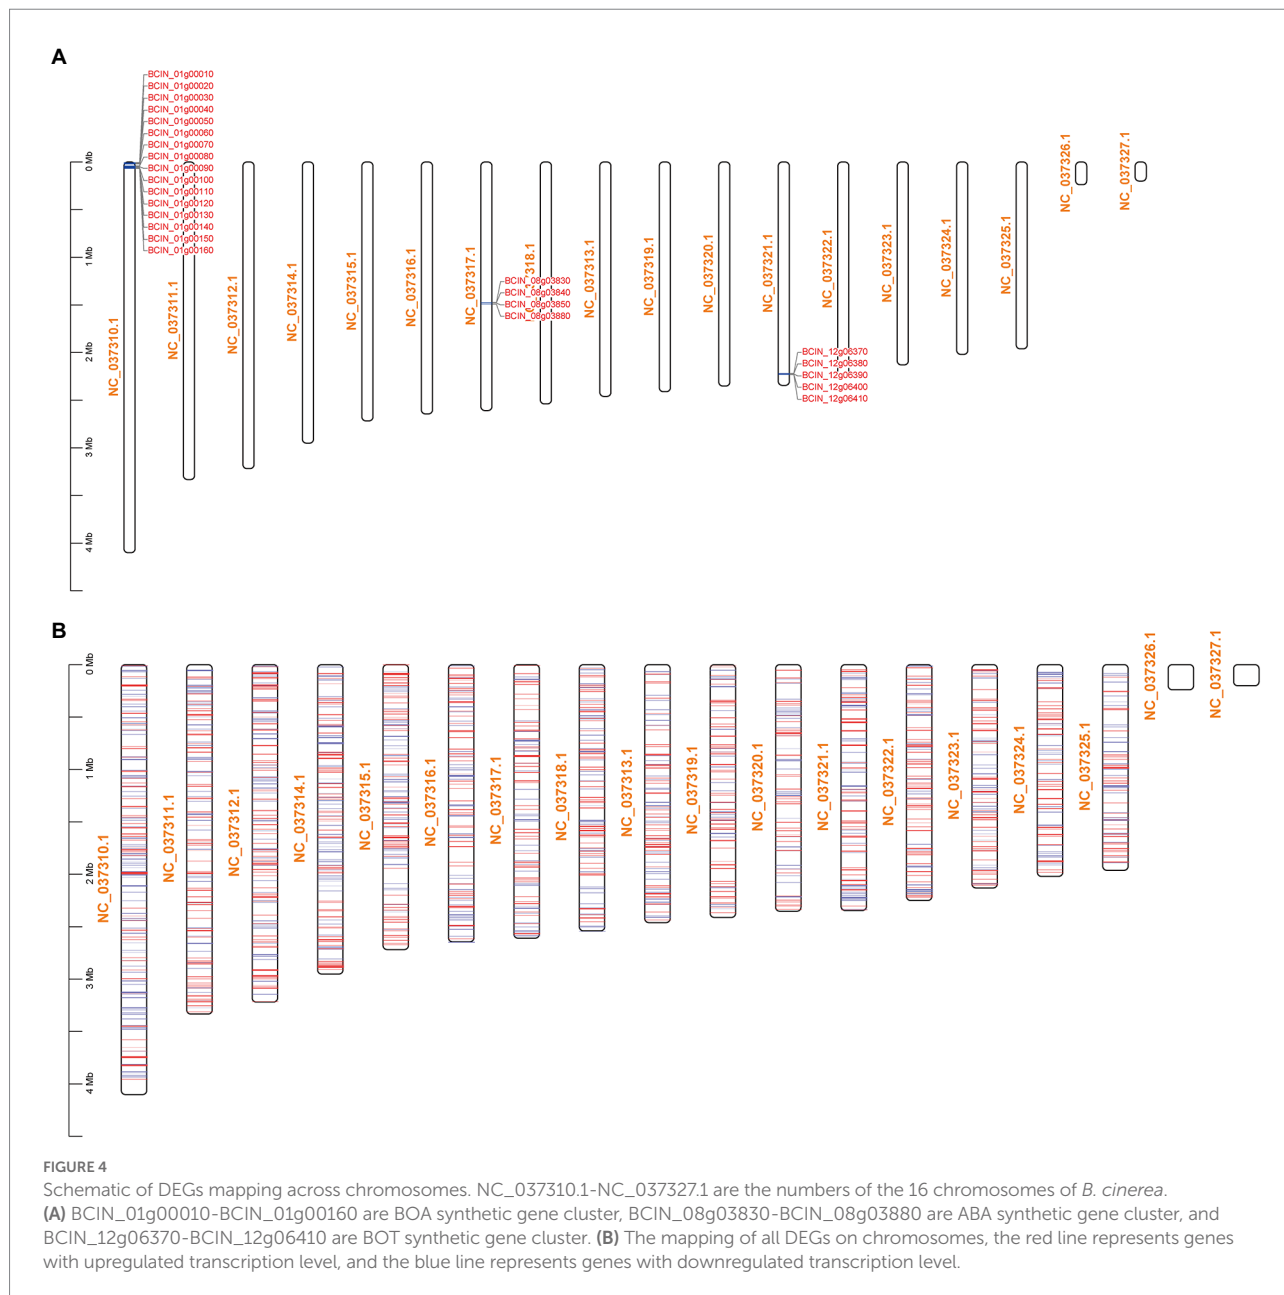 A
BCIN_01g00010
BCIN_01g00020
BCIN_01g00030
BCIN_01g00040
BCIN_01g00050
BCIN_01g00060
BCIN_01g00070
BCIN_01g00080
BCIN_01g00090
BCIN_01g00100
BCIN_01g00110
BCIN_01g00120
BCIN_01g00130
BCIN_01g00140
BCIN_01g00150
BCIN_01g00160
0 Mb
1 Mb
2 Mb
3 Mb
4 Mb
NC_037310.1
NC_037311.1
NC_037312.1
NC_037314.1
NC_037315.1
NC_037316.1
NC_037317.1
318.1
NC_037313.1
NC_037319.1
NC_037320.1
NC_037321.1
NC_037322.1
NC_037323.1
NC_037324.1
NC_037325.1
NC_037326.1
NC_037327.1
BCIN_08g03830
BCIN_08g03840
BCIN_08g03850
BCIN_08g03880
BCIN_12g06370
BCIN_12g06380
BCIN_12g06390
BCIN_12g06400
BCIN_12g06410
B
0 Mb
1 Mb
2 Mb
3 Mb
4 Mb
NC_037310.1
NC_037311.1
NC_037312.1
NC_037314.1
NC_037315.1
NC_037316.1
NC_037317.1
NC_037318.1
NC_037313.1
NC_037319.1
NC_037320.1
NC_037321.1
NC_037322.1
NC_037323.1
NC_037324.1
NC_037325.1
NC_037326.1
NC_037327.1
FIGURE 4
Schematic of DEGs mapping across chromosomes. NC_037310.1-NC_037327.1 are the numbers of the 16 chromosomes of B. cinerea.
(A) BCIN_01g00010-BCIN_01g00160 are BOA synthetic gene cluster, BCIN_08g03830-BCIN_08g03880 are ABA synthetic gene cluster, and
BCIN_12g06370-BCIN_12g06410 are BOT synthetic gene cluster. (B) The mapping of all DEGs on chromosomes, the red line represents genes
with upregulated transcription level, and the blue line represents genes with downregulated transcription level.